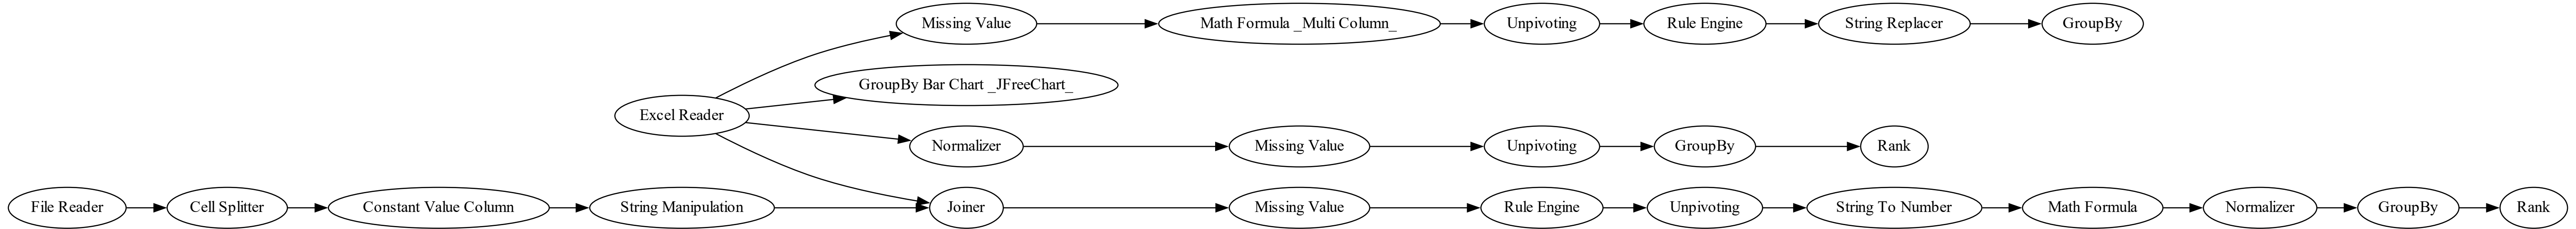 Missing Value
Math Formula _Multi Column_
Unpivoting
Rule Engine
String Replacer
GroupBy
GroupBy Bar Chart _JFreeChart_
Excel Reader
Normalizer
Missing Value
Unpivoting
GroupBy
Rank
File Reader
Cell Splitter
Constant Value Column
String Manipulation
Joiner
Missing Value
Rule Engine
Unpivoting
String To Number
Math Formula
Normalizer
GroupBy
Rank